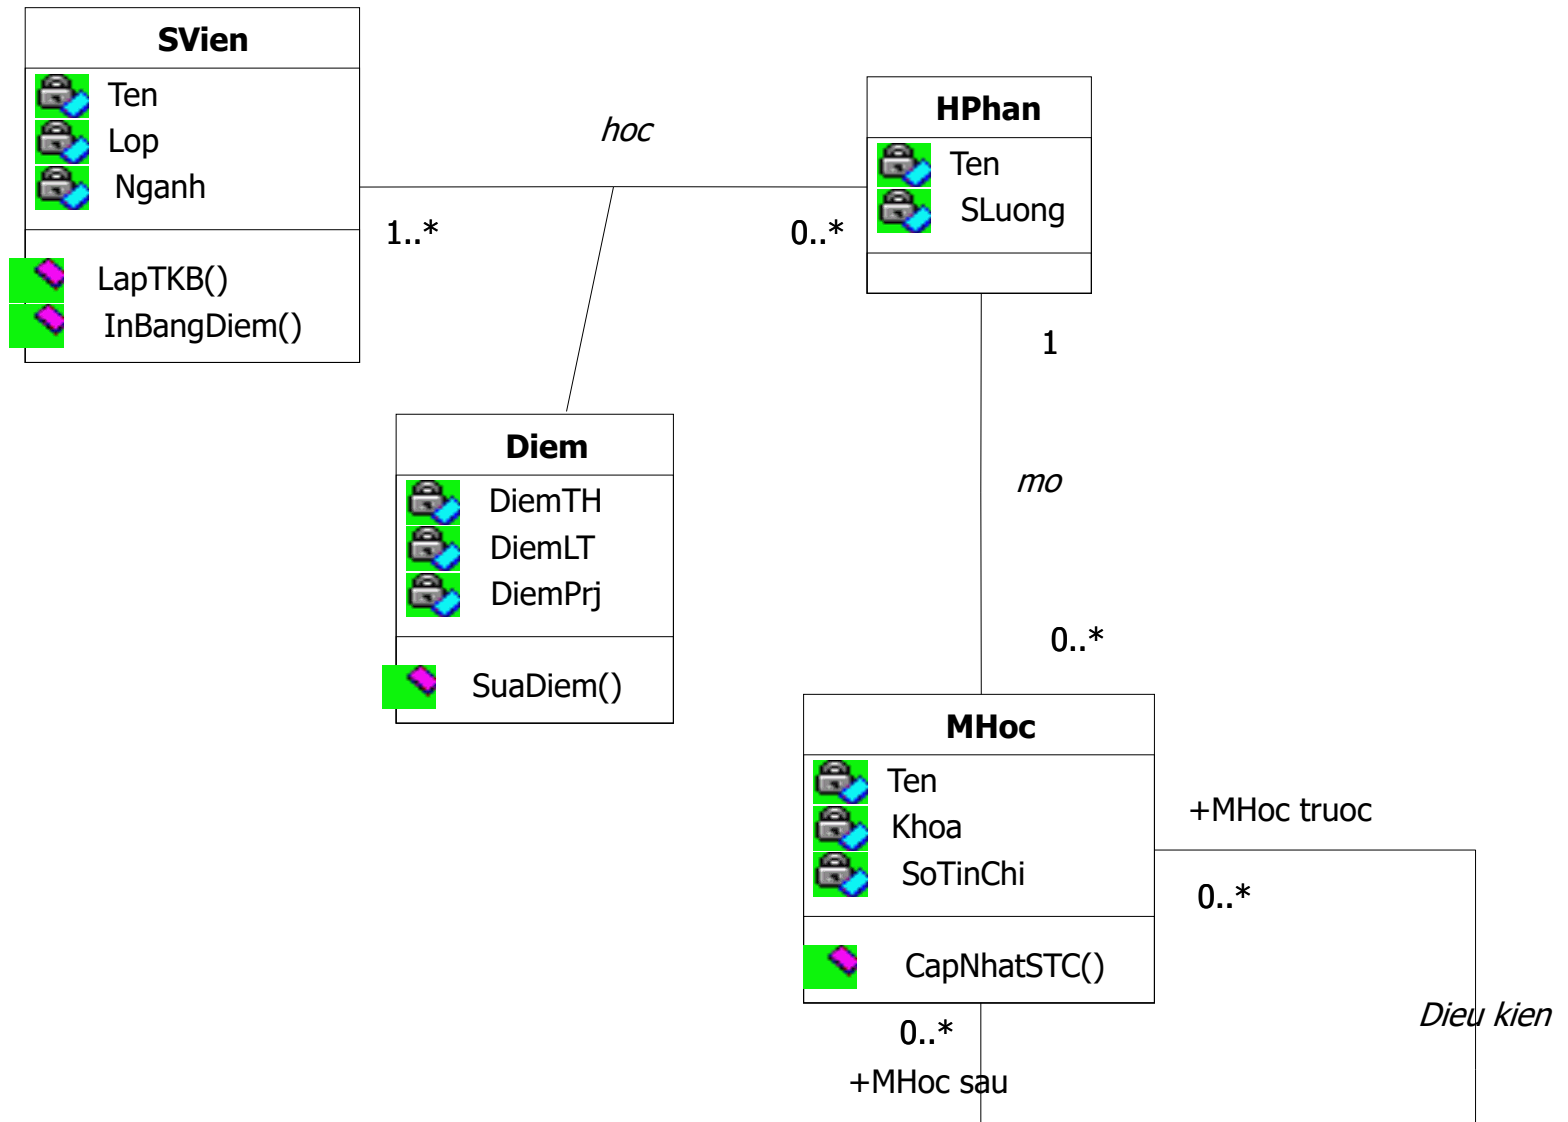 SVien
Ten
Lop
Nganh
LapTKB()
InBangDiem()
hoc
1..*
0..*
HPhan
Ten
SLuong
1
mo
0..*
Diem
DiemTH
DiemLT
DiemPrj
SuaDiem()
MHoc
Ten
Khoa
SoTinChi
CapNhatSTC()
+MHoc truoc
0..*
Dieu kien
0..*
+MHoc sau